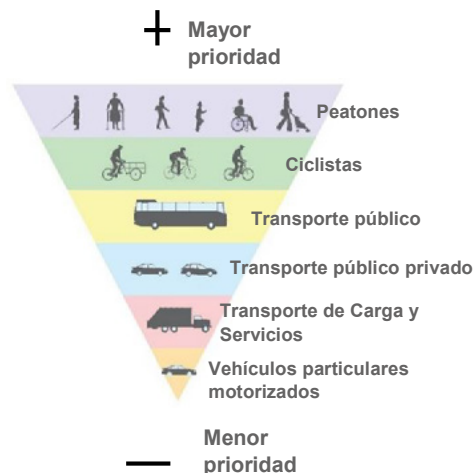 + Mayor
prioridad
Peatones
Ciclistas
Transporte público
Transporte público privado
Transporte de Carga y
Servicios
Vehículos particulares
motorizados
Menor
— prioridad